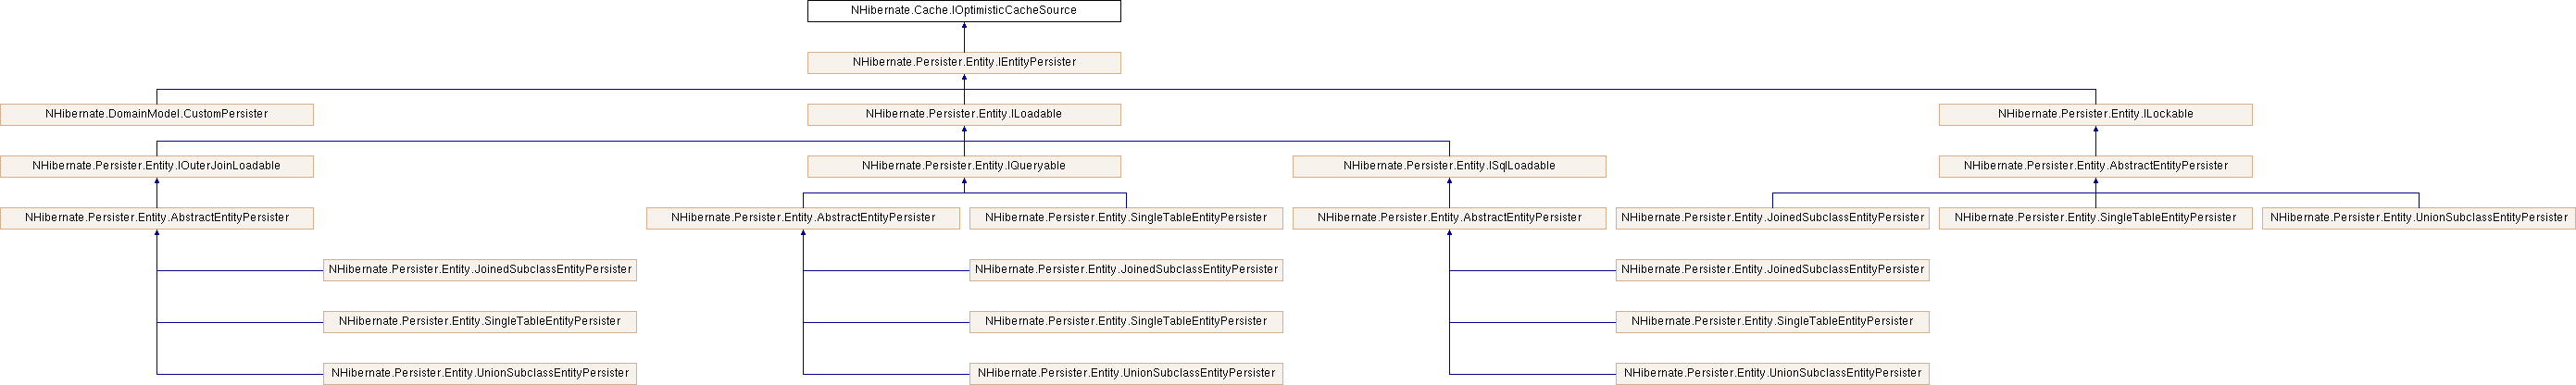 NHibernate.Cache.IOptimisticCacheSource
NHibernate.Persister.Entity.IEntityPersister
NHibernate.DomainModel.CustomPersister
NHibernate.Persister.Entity.ILoadable
NHibernate.Persister.Entity.ILockable
NHibernate.Persister.Entity.IOuterJoinLoadable
NHibernate.Persister.Entity.IQueryable
NHibernate.Persister.Entity.ISqlLoadable
NHibernate.Persister.Entity.AbstractEntityPersister
NHibernate.Persister.Entity.AbstractEntityPersister
NHibernate.Persister.Entity.AbstractEntityPersister
NHibernate.Persister.Entity.SingleTableEntityPersister
NHibernate.Persister.Entity.AbstractEntityPersister
NHibernate.Persister.Entity.JoinedSubclassEntityPersister
NHibernate.Persister.Entity.SingleTableEntityPersister
NHibernate.Persister.Entity.UnionSubclassEntityPersister
NHibernate.Persister.Entity.JoinedSubclassEntityPersister
NHibernate.Persister.Entity.JoinedSubclassEntityPersister
NHibernate.Persister.Entity.JoinedSubclassEntityPersister
NHibernate.Persister.Entity.SingleTableEntityPersister
NHibernate.Persister.Entity.SingleTableEntityPersister
NHibernate.Persister.Entity.SingleTableEntityPersister
NHibernate.Persister.Entity.UnionSubclassEntityPersister
NHibernate.Persister.Entity.UnionSubclassEntityPersister
NHibernate.Persister.Entity.UnionSubclassEntityPersister